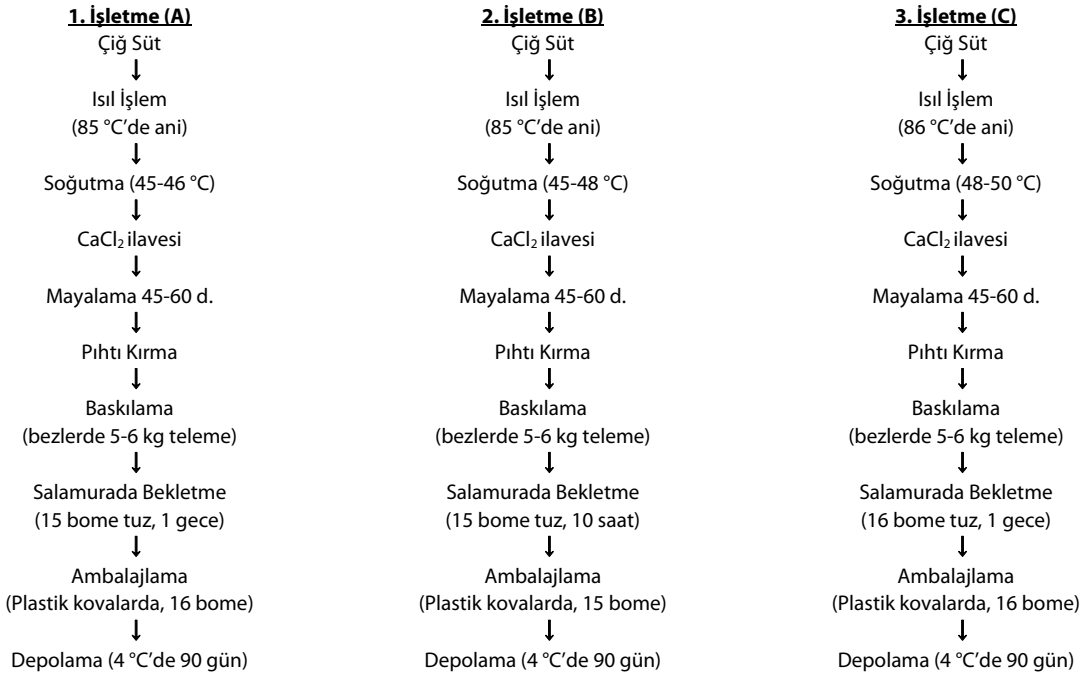 1. İşletme (A)
Çiğ Süt
↓
Isıl İşlem
(85 °C’de ani)
↓
Soğutma (45-46 °C)
↓
CaCl₂ ilavesi
↓
Mayalama 45-60 d.
↓
Pıhtı Kırma
↓
Baskılama
(bezlerde 5-6 kg teleme)
↓
Salamurada Bekletme
(15 bome tuz, 1 gece)
↓
Ambalajlama
(Plastik kovalarda, 16 bome)
↓
Depolama (4 °C’de 90 gün)
2. İşletme (B)
Çiğ Süt
↓
Isıl İşlem
(85 °C’de ani)
↓
Soğutma (45-48 °C)
↓
CaCl₂ ilavesi
↓
Mayalama 45-60 d.
↓
Pıhtı Kırma
↓
Baskılama
(bezlerde 5-6 kg teleme)
↓
Salamurada Bekletme
(15 bome tuz, 10 saat)
↓
Ambalajlama
(Plastik kovalarda, 15 bome)
↓
Depolama (4 °C’de 90 gün)
3. İşletme (C)
Çiğ Süt
↓
Isıl İşlem
(86 °C’de ani)
↓
Soğutma (48-50 °C)
↓
CaCl₂ ilavesi
↓
Mayalama 45-60 d.
↓
Pıhtı Kırma
↓
Baskılama
(bezlerde 5-6 kg teleme)
↓
Salamurada Bekletme
(16 bome tuz, 1 gece)
↓
Ambalajlama
(Plastik kovalarda, 16 bome)
↓
Depolama (4 °C’de 90 gün)